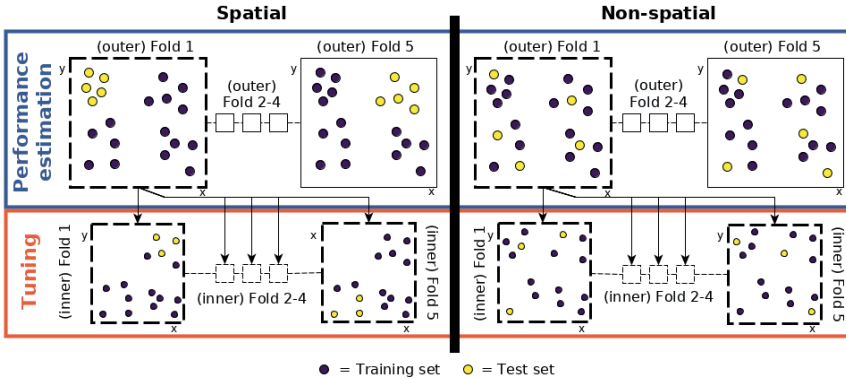 Spatial
Non-spatial
Performance
estimation
(outer) Fold 1
(outer)
Fold 2-4
(outer) Fold 5
y
x
y
x
(outer) Fold 1
(outer)
Fold 2-4
(outer) Fold 5
y
x
y
x
Tuning
(inner) Fold 1
y
x
(inner) Fold 2-4
x
x
(inner) Fold 5
(inner) Fold 1
y
x
(inner) Fold 2-4
y
x
(inner) Fold 5
= Training set
= Test set